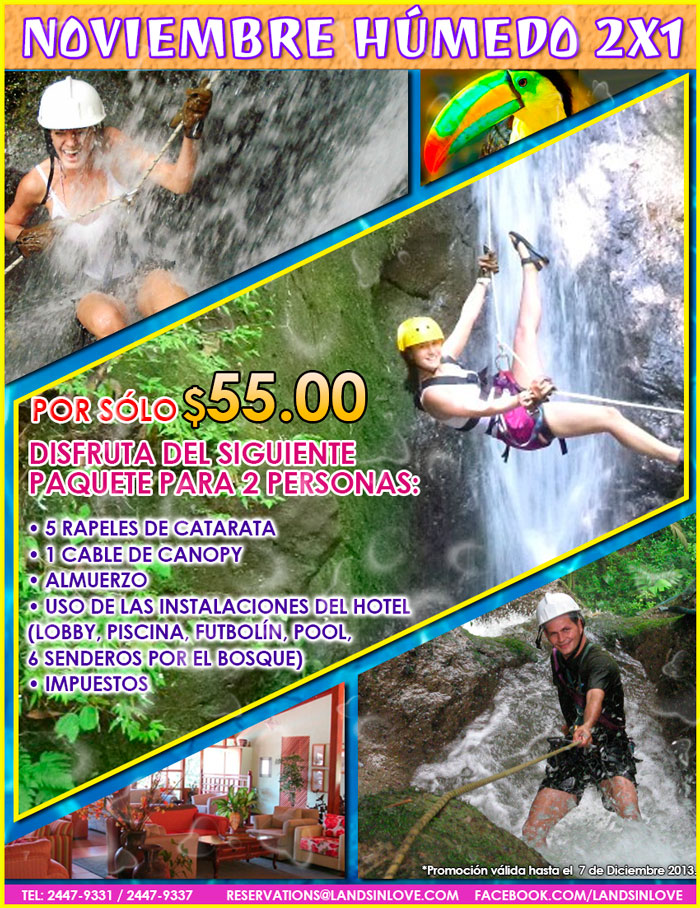 NOVIEMBRE HÚMEDO 2X1
POR SÓLO $55.00
DISFRUTA DEL SIGUIENTE
PAQUETE PARA 2 PERSONAS:
• 5 RAPELES DE CATARATA
• 1 CABLE DE CANOPY
• ALMUERZO
• USO DE LAS INSTALACIONES DEL HOTEL
(LOBBY, PISCINA, FUTBOLÍN, POOL,
6 SENDEROS POR EL BOSQUE)
• IMPUESTOS
*Promoción válida hasta el 7 de Diciembre 2013.
TEL: 2447-9331 / 2447-9337 RESERVATIONS@LANDSINLOVE.COM FACEBOOK.COM/LANDSINLOVE